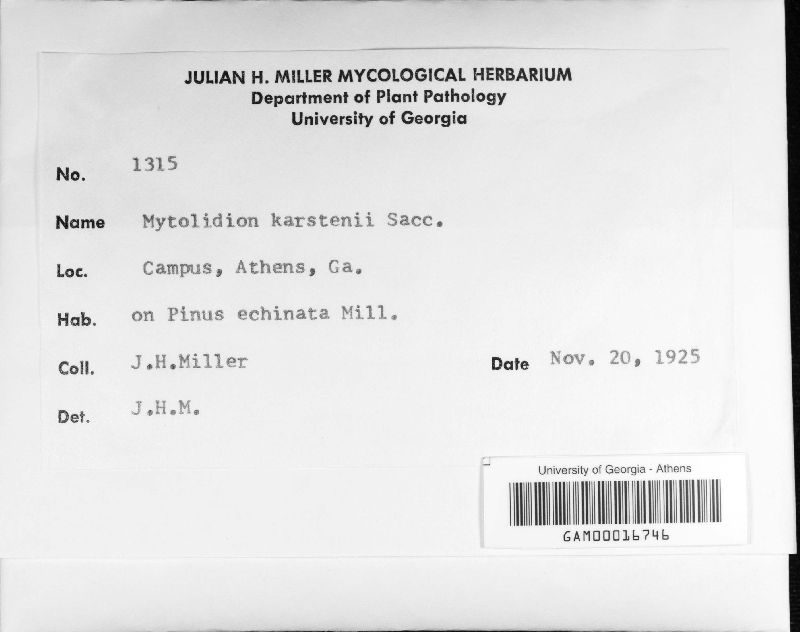 JULIAN H. MILLER MYCOLOGICAL HERBARIUM
Department of Plant Pathology
University of Georgia
No. 1315
Name Mytolidion karstenii Sacc.
Loc. Campus, Athens, Ga.
Hab. on Pinus echinata Mill.
Coll. J.H.Miller Date Nov. 20, 1925
Det. J.H.M.
University of Georgia - Athens
GAM00016746